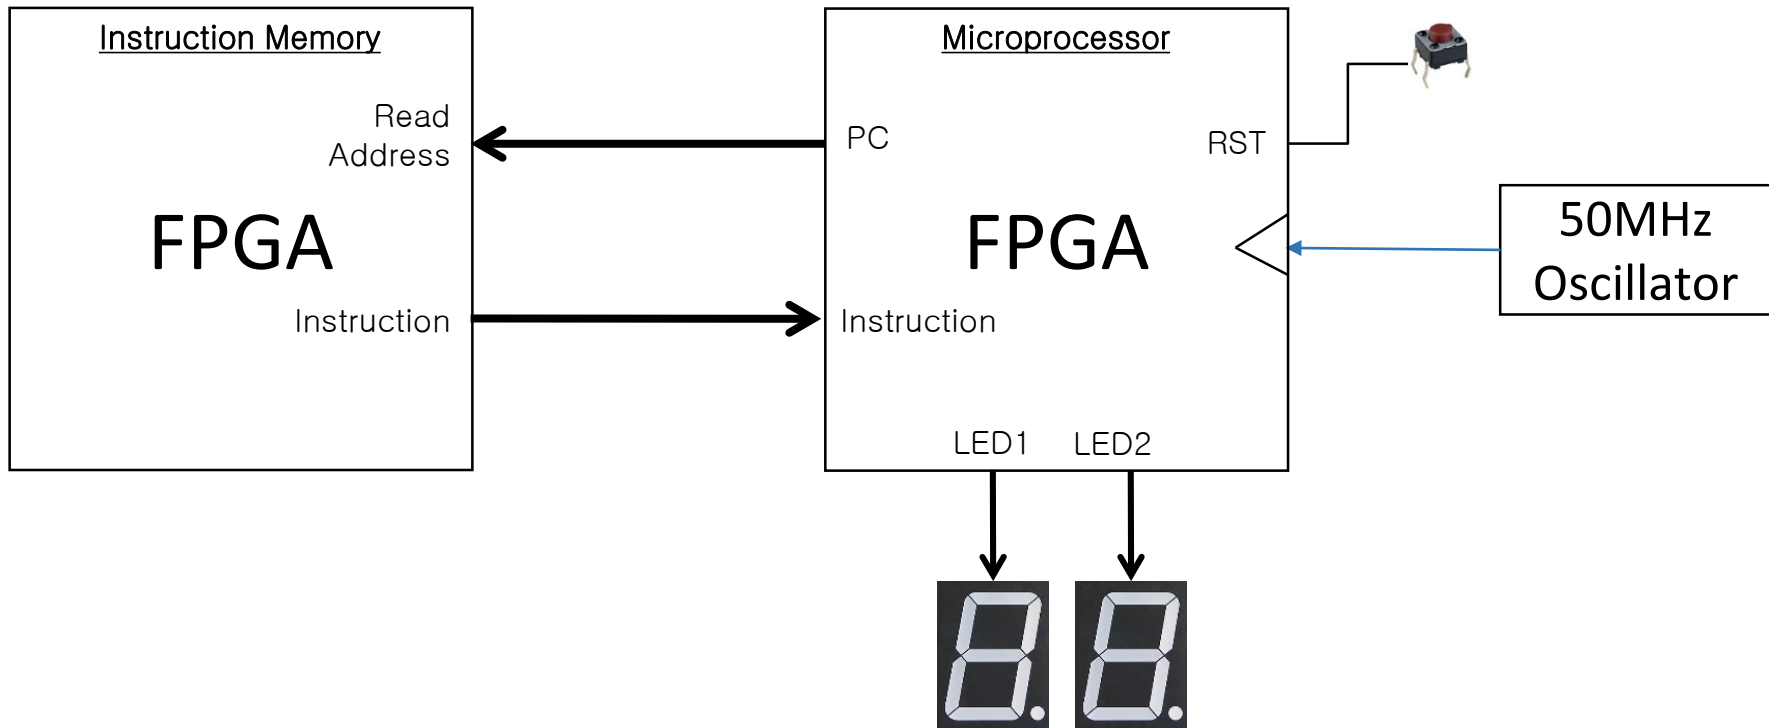 Instruction Memory
Read
Address
FPGA
Instruction
Microprocessor
PC
RST
FPGA
Instruction
LED1 LED2
50MHz
Oscillator